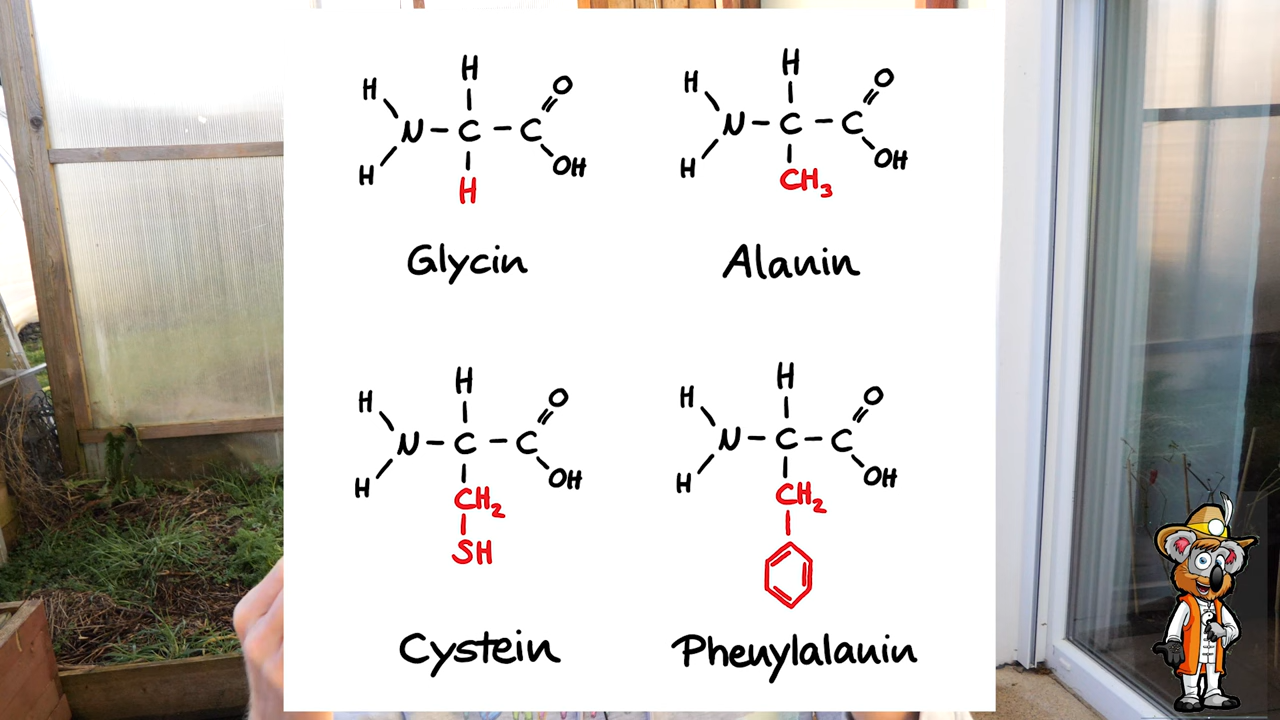 H
H
O
N - C - C
H
OH
H
Glycin
H
H
O
N - C - C
H
OH
CH₃
Alanin
H
H
O
N - C - C
H
OH
CH₂
SH
Cystein
H
H
O
N - C - C
H
OH
CH₂
Phenylalanin